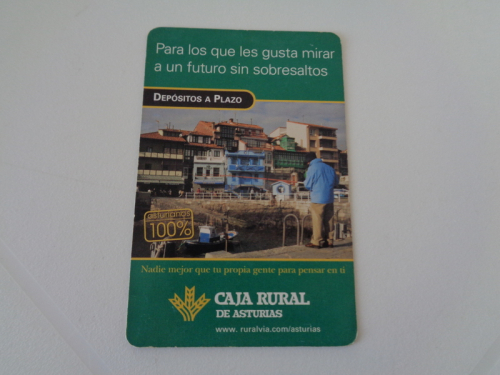 Para los que les gusta mirar
a un futuro sin sobresaltos
DEPÓSITOS A PLAZO
asturianos
100%
Nadie mejor que tu propia gente para pensar en ti
CAJA RURAL
DE ASTURIAS
www. ruralvia.com/asturias